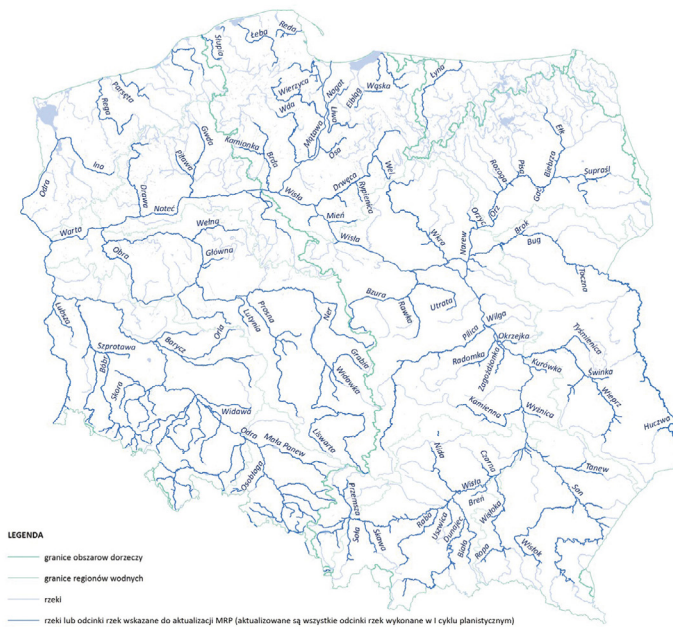 Słupia
Łeba
Reda
Parsęta
Rega
Wierzyca
Wda
Nogat
Elbląg
Wąska
Łyna
Liwa
Mątawa
Osa
Gwda
Piława
Kamionka
Brda
Ina
Drawa
Odra
Noteć
Wisła
Drwęca
Rypienica
Wel
Mień
Rozoga
Pisa
Ełk
Biebrza
Supraśl
Gać
Orzyc
Orz
Narew
Wkra
Brok
Bug
Toczna
Warta
Wełna
Obra
Główna
Wisła
Bzura
Rawka
Utrata
Lubsza
Szprotawa
Bóbr
Skora
Barycz
Orla
Lutynia
Prosna
Ner
Grabia
Widawka
Pilica
Wilga
Okrzejka
Radomka
Zagożdżonka
Kurówka
Tyśmienica
Świnka
Wieprz
Kamienna
Wyżnica
Huczwa
Widawa
Odra
Mała Panew
Liswarta
Osobłoga
Nida
Czarna
Tanew
San
Przemsza
Soła
Skawa
Raba
Uszwica
Dunajec
Biała
Wisła
Breń
Wisłoka
Ropa
Wisłok
LEGENDA
granice obszarow dorzeczy
granice regionów wodnych
rzeki
rzeki lub odcinki rzek wskazane do aktualizacji MRP (aktualizowane są wszystkie odcinki rzek wykonane w I cyklu planistycznym)